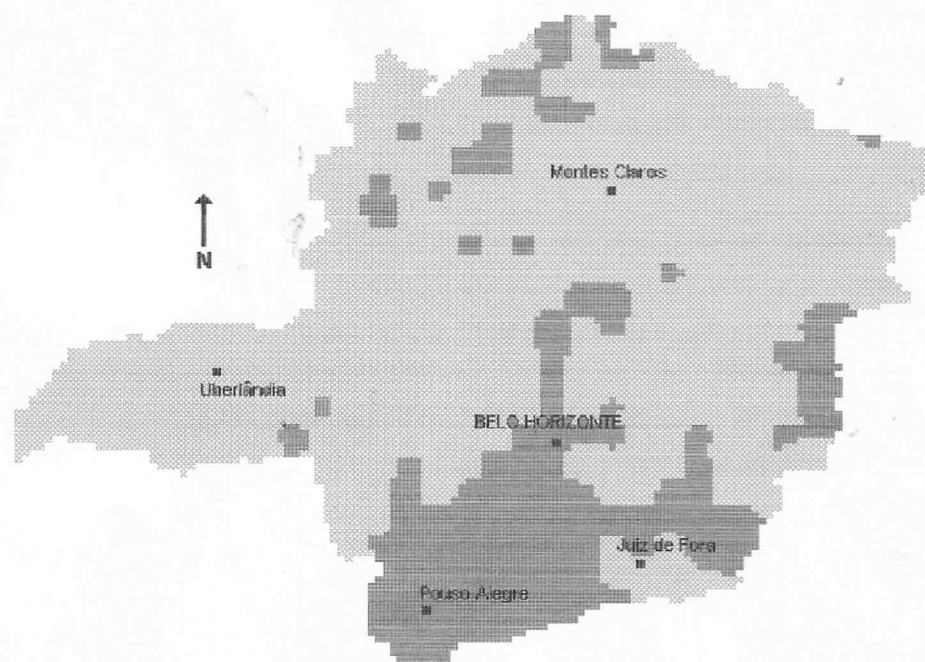 Montes Claros
N
Uberlândia
BELO HORIZONTE
Juiz de Fora
Pouso Alegre